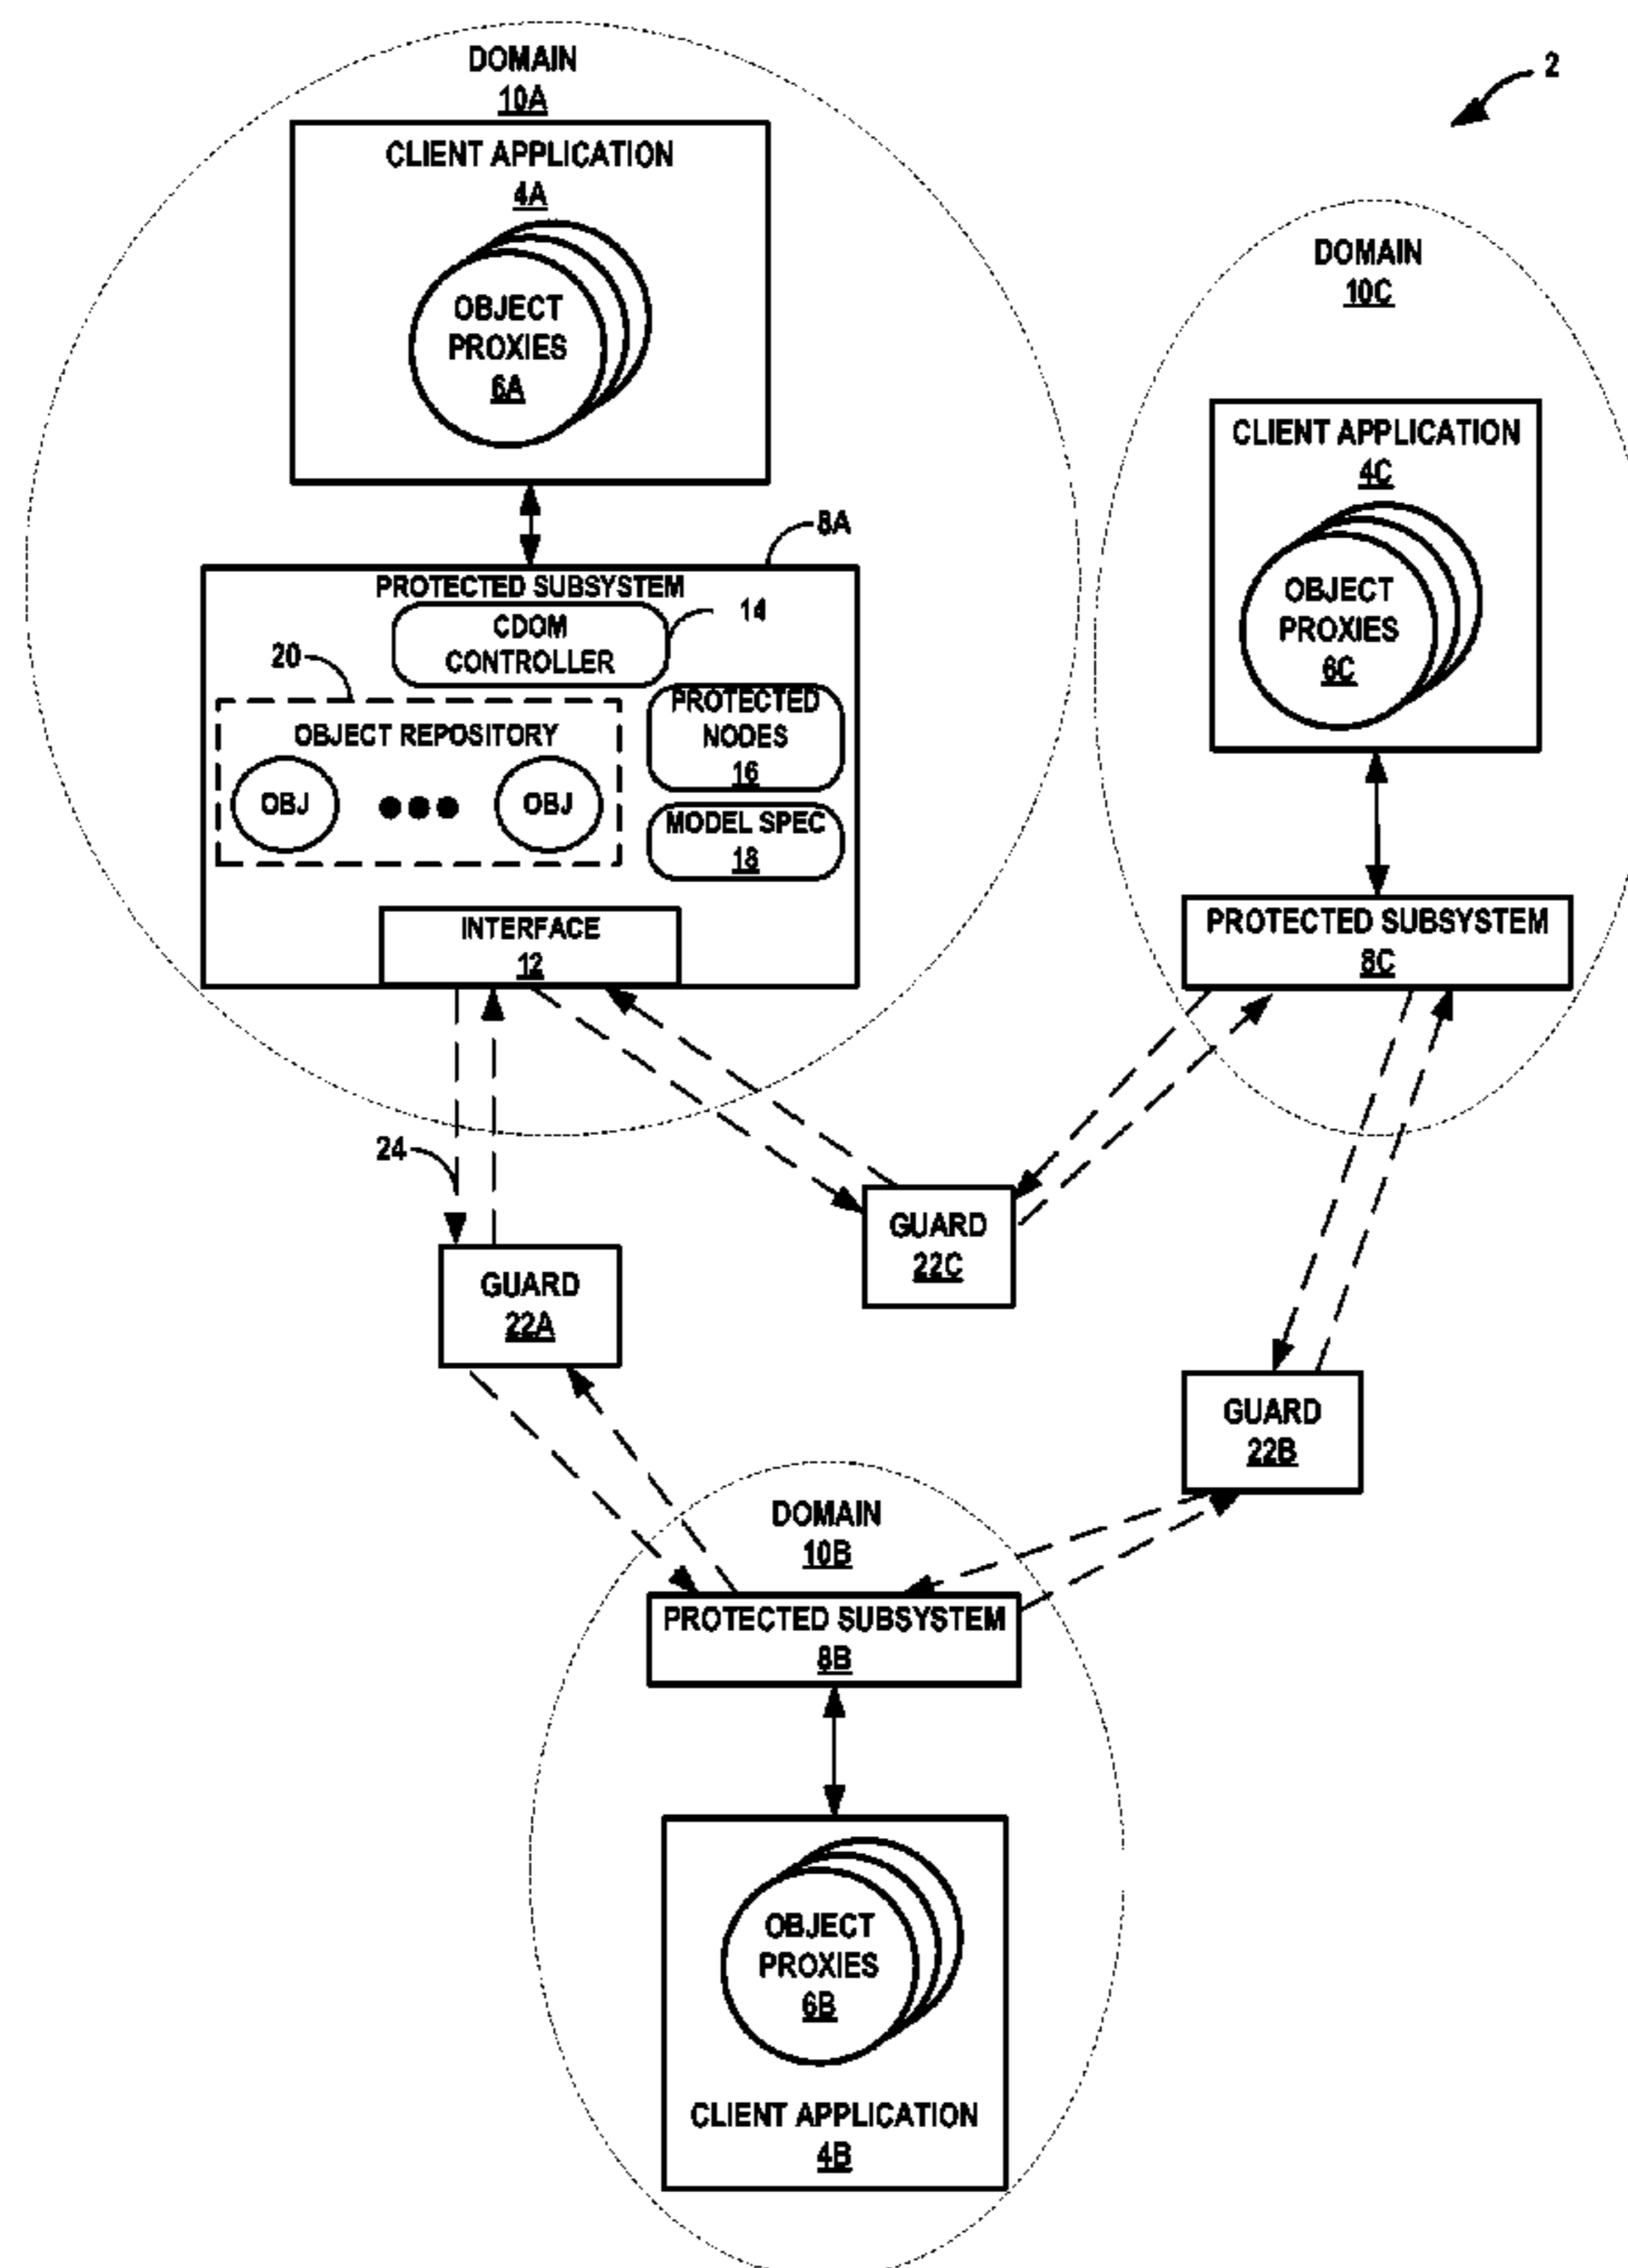 DOMAIN
10A
2
CLIENT APPLICATION
4A
OBJECT
PROXIES
6A
DOMAIN
10C
CLIENT APPLICATION
4C
OBJECT
PROXIES
6C
8A
PROTECTED SUBSYSTEM
CDOM
CONTROLLER
14
20
OBJECT REPOSITORY
OBJ
OBJ
PROTECTED
NODES
16
MODEL SPEC
18
INTERFACE
12
PROTECTED SUBSYSTEM
8C
24
GUARD
22C
GUARD
22A
GUARD
22B
DOMAIN
10B
PROTECTED SUBSYSTEM
8B
OBJECT
PROXIES
6B
CLIENT APPLICATION
4B